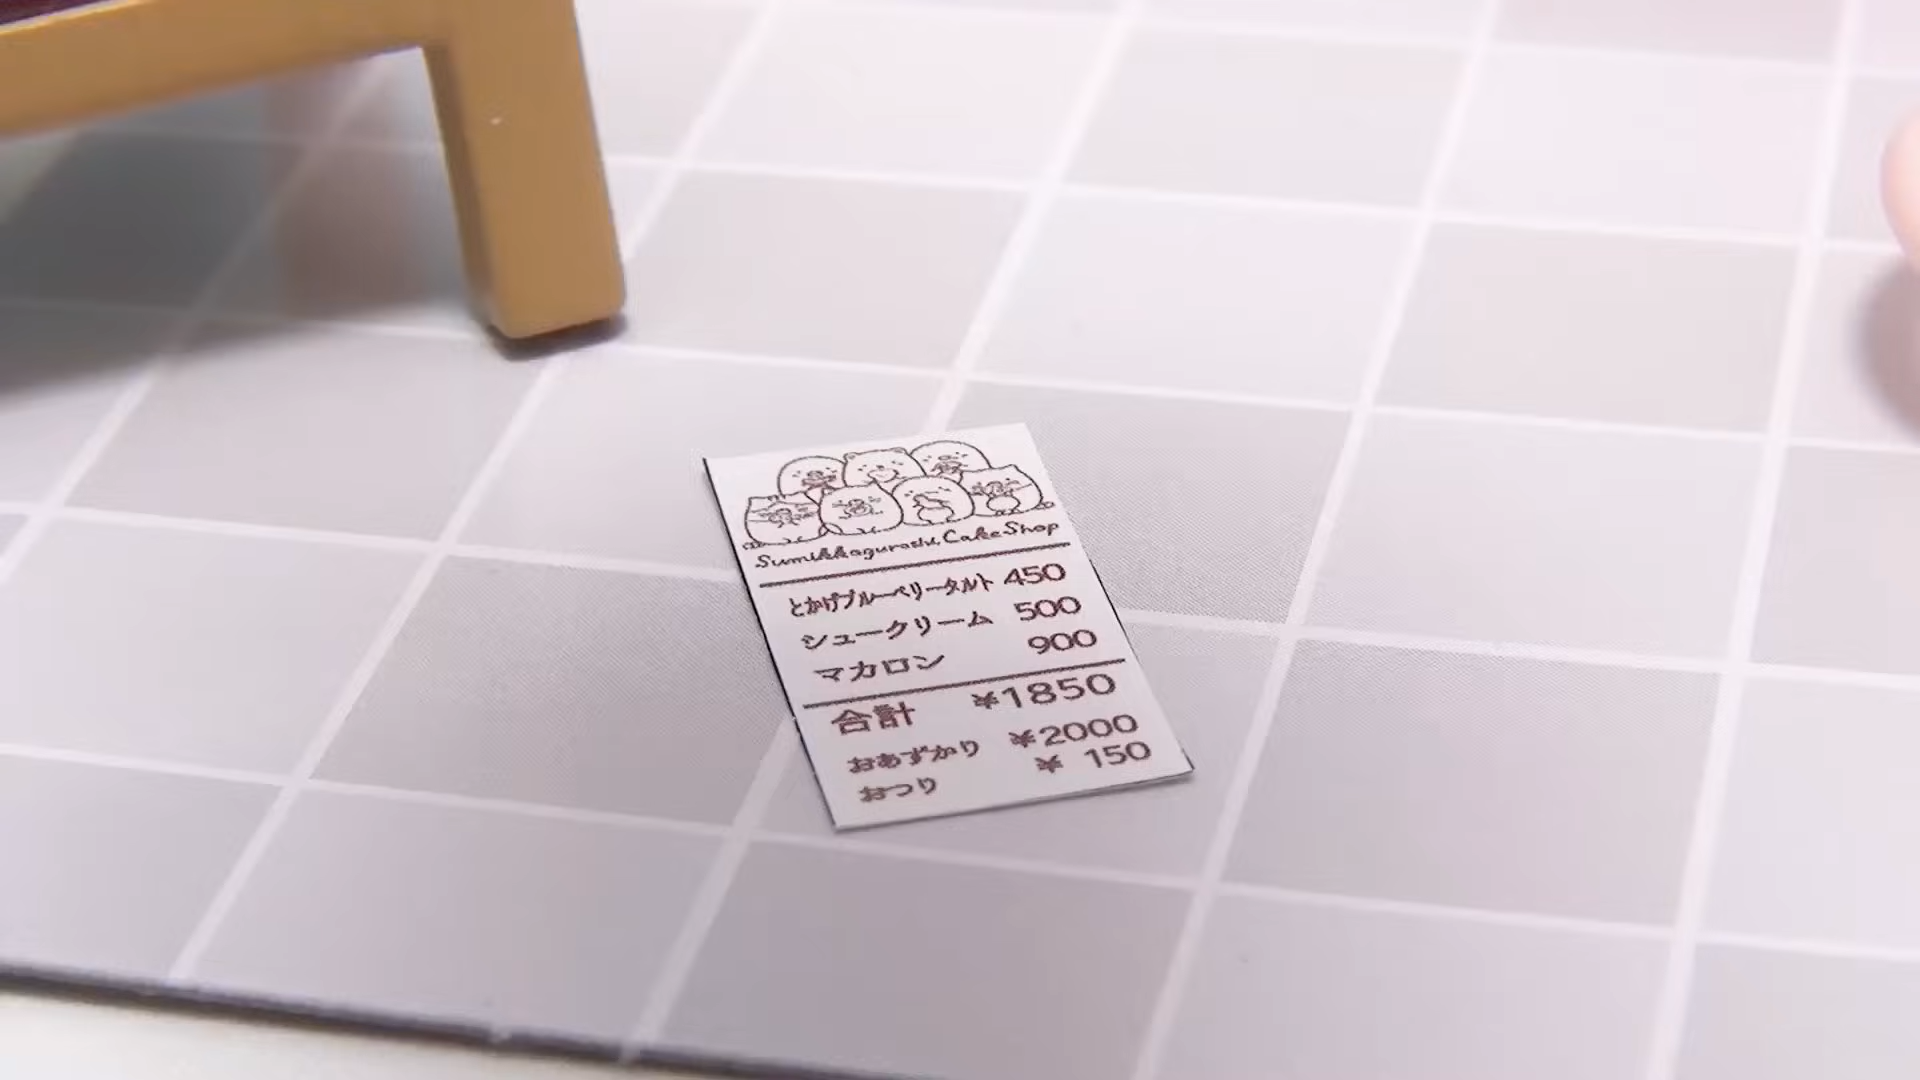 Sumikkogurashi Cake Shop
とかげブルーベリータルト 450
シュークリーム 500
マカロン 900
合計 ¥1850
おあずかり ¥2000
おつり ¥ 150